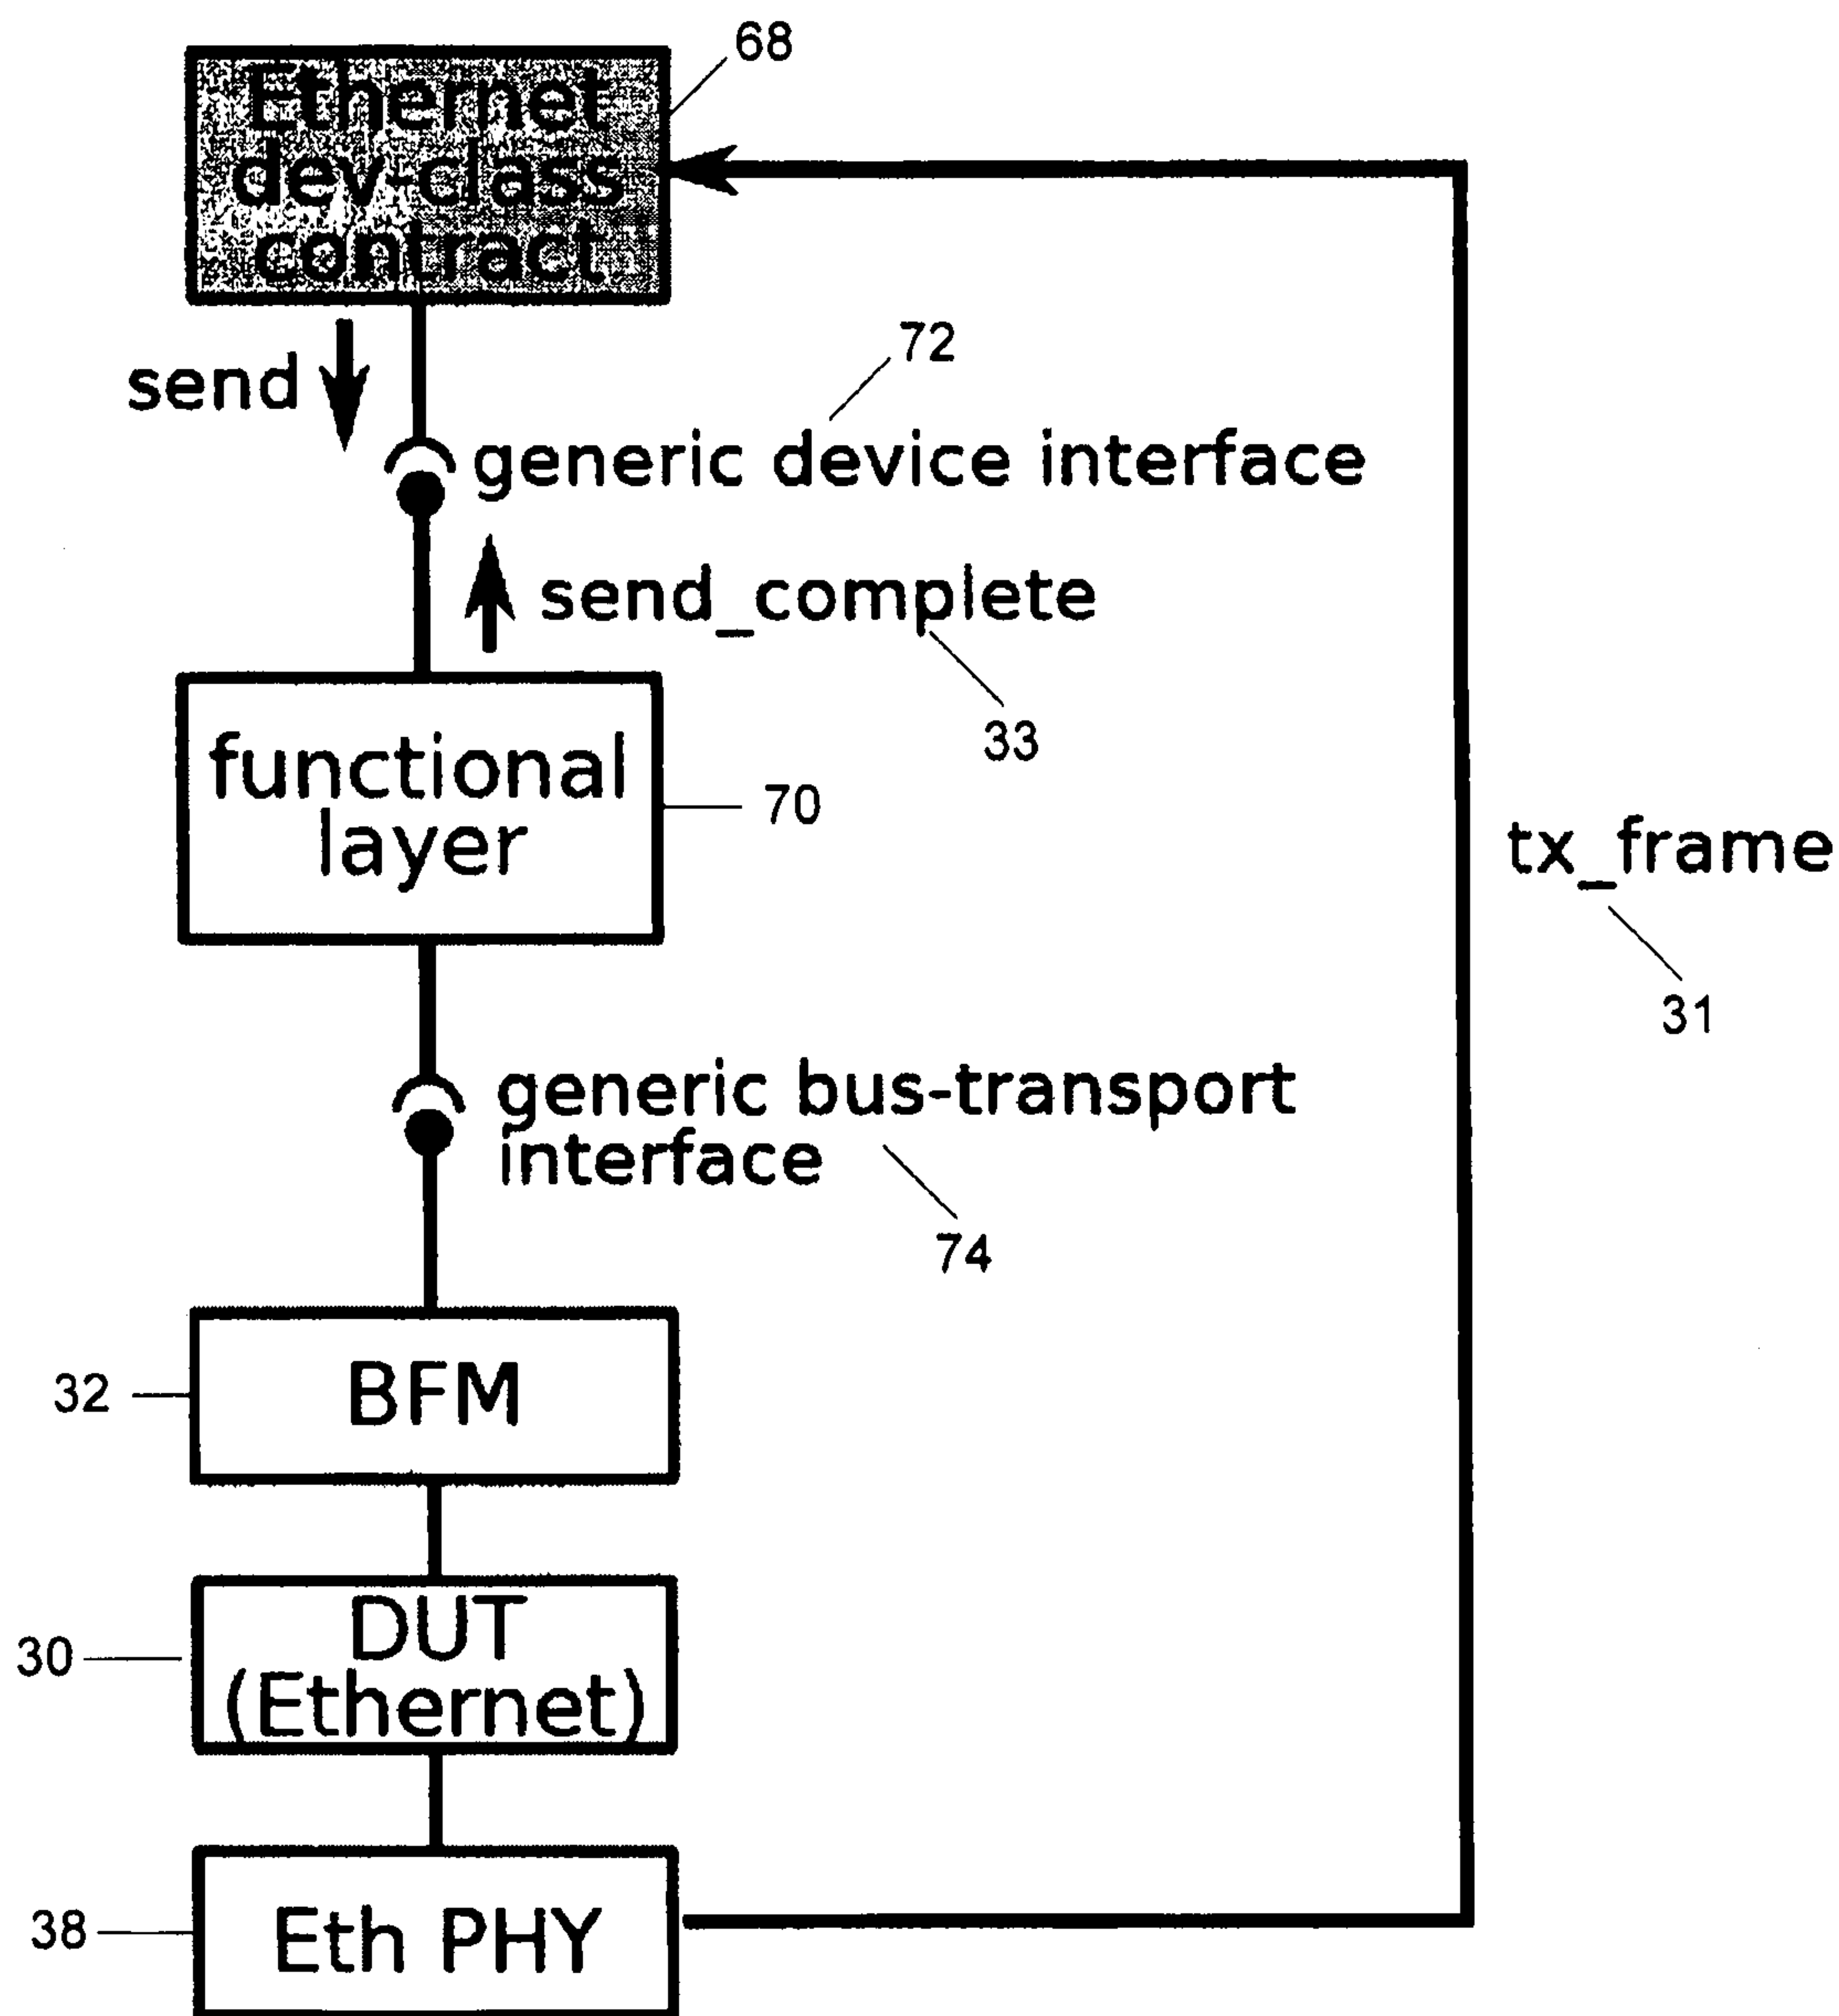 68
Ethernet
dev-class
contract
send
72
generic device interface
send_complete
33
functional
layer
70
tx_frame
31
generic bus-transport
interface
74
32
BFM
30
DUT
(Ethernet)
38
Eth PHY